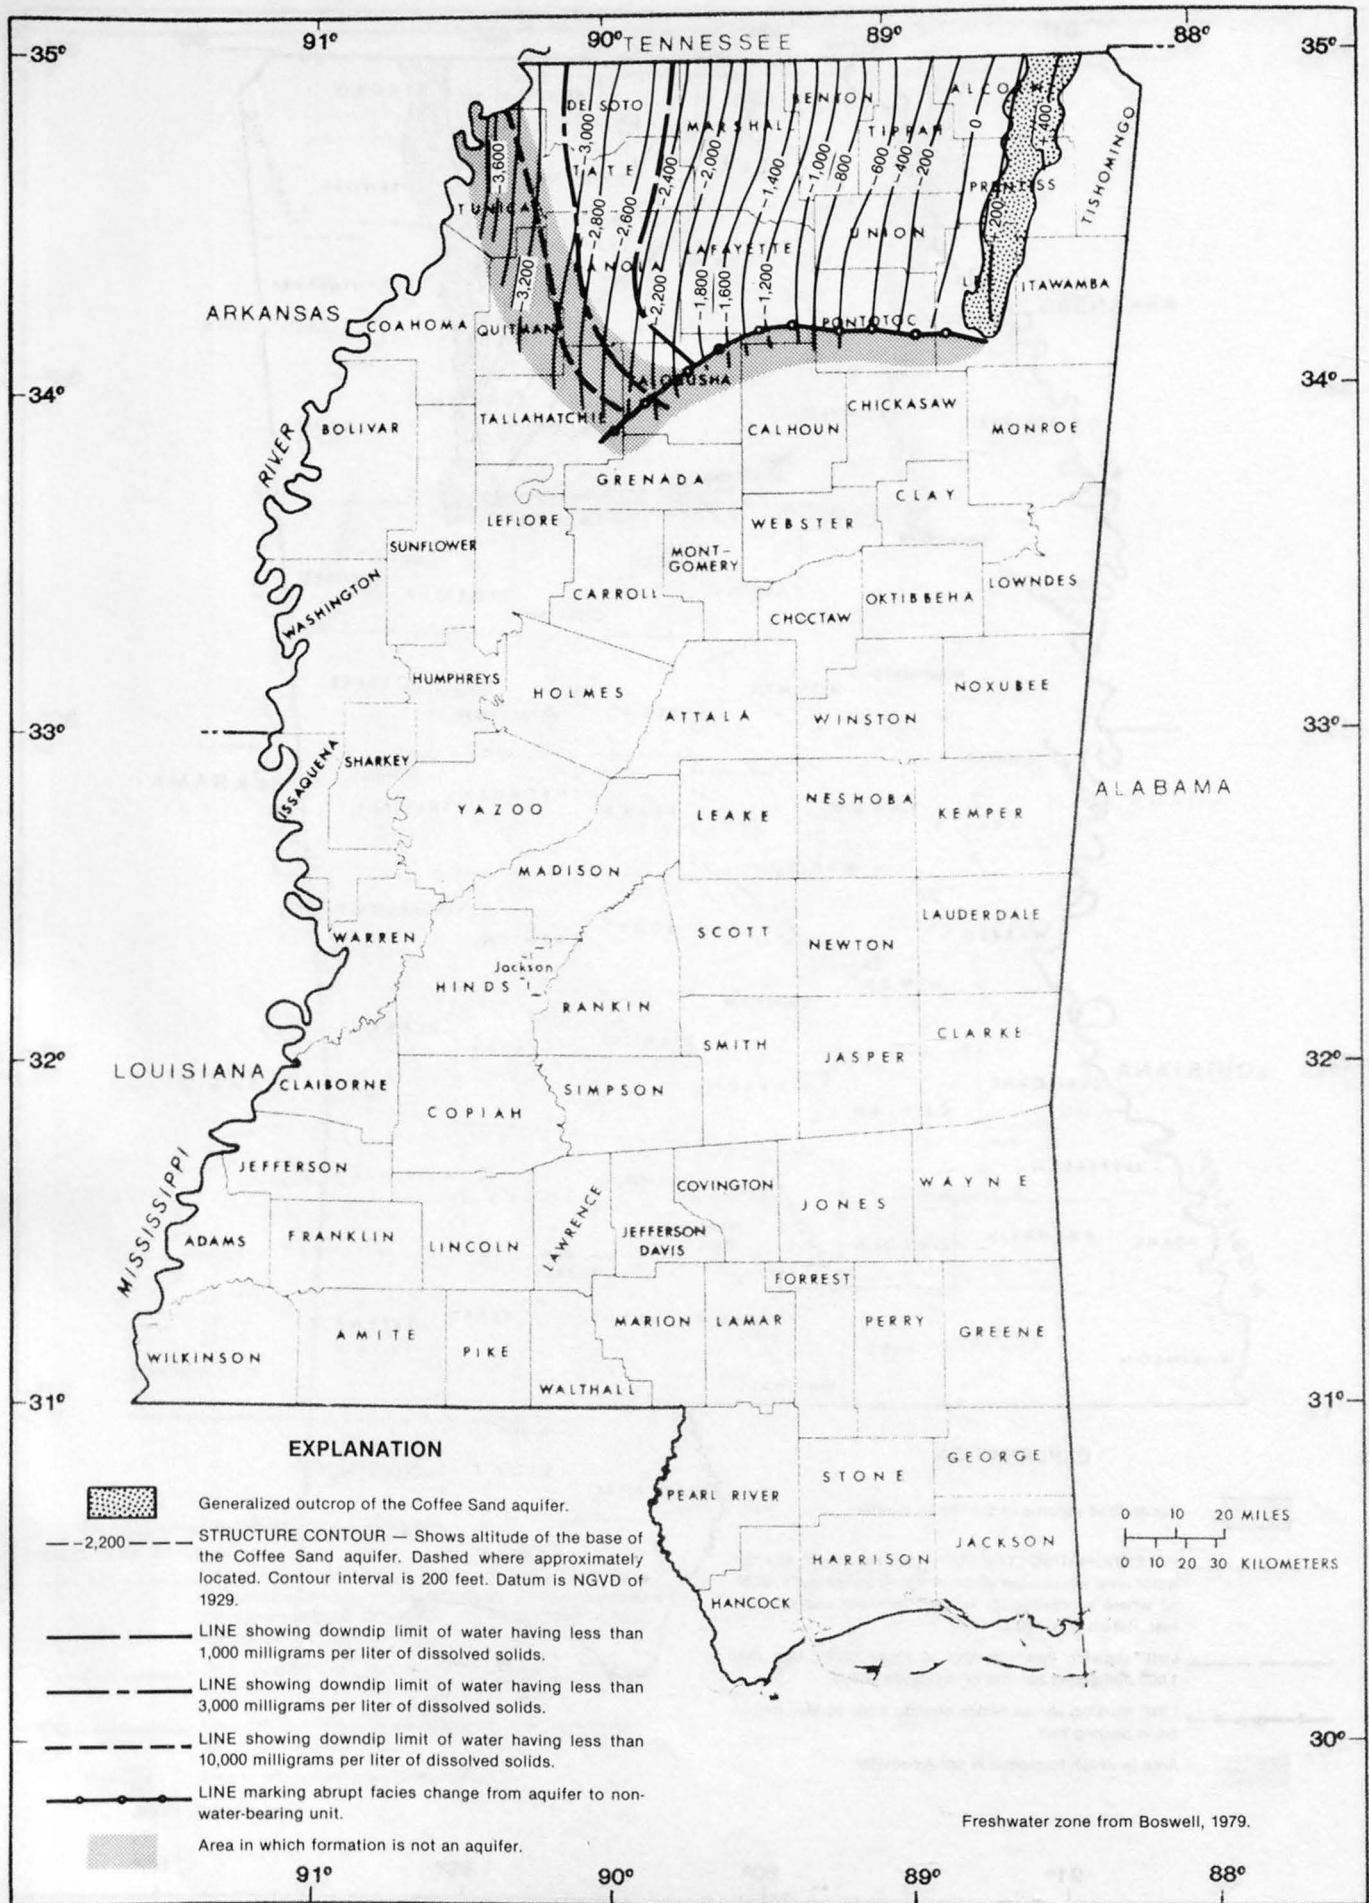 91°
90°
89°
88°
TENNESSEE
35°
35°
DE SOTO
BENTON
ALCORN
MARSHAL
TIPPAH
TISHOMINGO
TATE
TUNICA
PRENTISS
UNION
LAFAYETTE
ANOLA
LE
ITAWAMBA
-3,600
-3,000
-2,400
-2,000
-1,400
-1,000
-800
-600
-400
-200
0
+400
+200
-3,200
-2,800
-2,600
-2,200
-1,800
-1,600
-1,200
ARKANSAS
COAHOMA
QUITMAN
PONTOTOC
34°
34°
ALOBUSHA
BOLIVAR
TALLAHATCHIE
CALHOUN
CHICKASAW
MONROE
RIVER
GRENADA
CLAY
LEFLORE
WEBSTER
SUNFLOWER
MONT-
GOMERY
WASHINGTON
CARROLL
CHOCTAW
OKTIBBEHA
LOWNDES
HUMPHREYS
HOLMES
ATTALA
WINSTON
NOXUBEE
33°
33°
ISSAQUENA
SHARKEY
YAZOO
LEAKE
NESHOBA
KEMPER
ALABAMA
MADISON
WARREN
SCOTT
NEWTON
LAUDERDALE
Jackson
HINDS
RANKIN
SMITH
JASPER
CLARKE
32°
32°
LOUISIANA
CLAIBORNE
COPIAH
SIMPSON
MISSISSIPPI
JEFFERSON
COVINGTON
JONES
WAYNE
ADAMS
FRANKLIN
LINCOLN
LAWRENCE
JEFFERSON
DAVIS
FORREST
WILKINSON
AMITE
PIKE
WALTHALL
MARION
LAMAR
PERRY
GREENE
31°
31°
EXPLANATION
PEARL RIVER
STONE
GEORGE
HARRISON
JACKSON
HANCOCK
0 10 20 MILES
0 10 20 30 KILOMETERS
Generalized outcrop of the Coffee Sand aquifer.
-2,200 STRUCTURE CONTOUR — Shows altitude of the base of
the Coffee Sand aquifer. Dashed where approximately
located. Contour interval is 200 feet. Datum is NGVD of
1929.
LINE showing downdip limit of water having less than
1,000 milligrams per liter of dissolved solids.
LINE showing downdip limit of water having less than
3,000 milligrams per liter of dissolved solids.
30°
LINE showing downdip limit of water having less than
10,000 milligrams per liter of dissolved solids.
LINE marking abrupt facies change from aquifer to non-
water-bearing unit.
Freshwater zone from Boswell, 1979.
Area in which formation is not an aquifer.
91°
90°
89°
88°